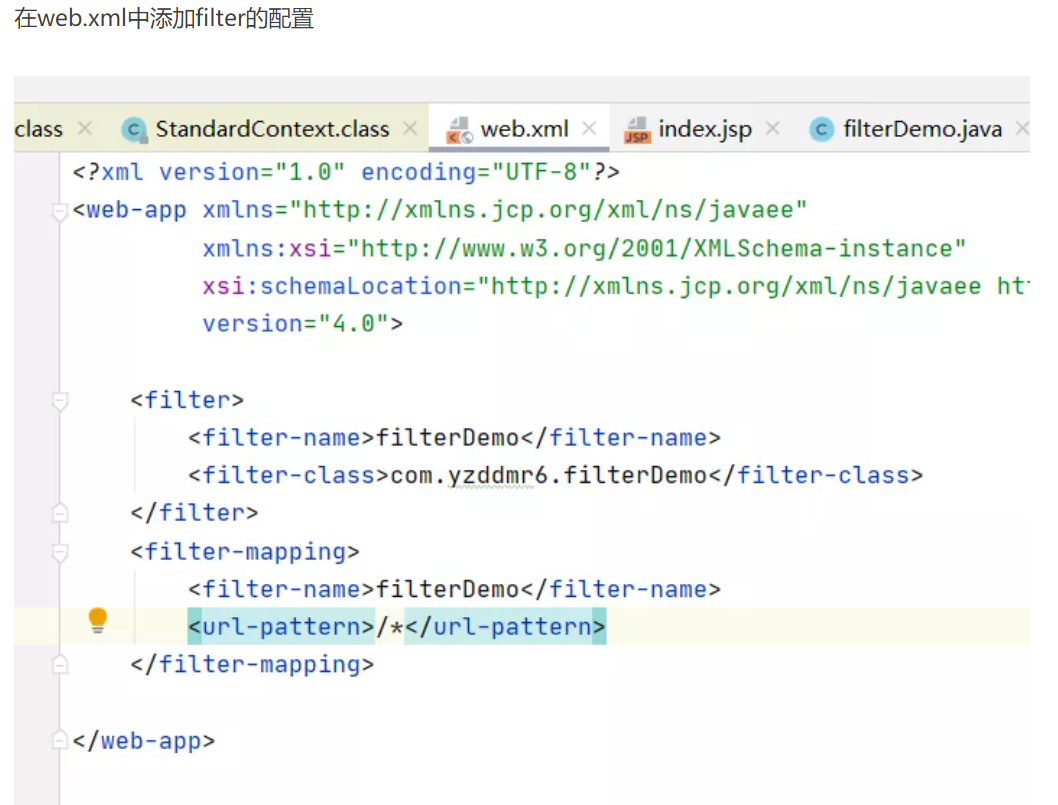 在web.xml中添加filter的配置
class StandardContext.class web.xml index.jsp filterDemo.java
<?xml version="1.0" encoding="UTF-8"?>
<web-app xmlns="http://xmlns.jcp.org/xml/ns/javaee"
xmlns:xsi="http://www.w3.org/2001/XMLSchema-instance"
xsi:schemaLocation="http://xmlns.jcp.org/xml/ns/javaee
version="4.0">
<filter>
<filter-name>filterDemo</filter-name>
<filter-class>com.yzddmr6.filterDemo</filter-class>
</filter>
<filter-mapping>
<filter-name>filterDemo</filter-name>
<url-pattern>/*</url-pattern>
</filter-mapping>
</web-app>